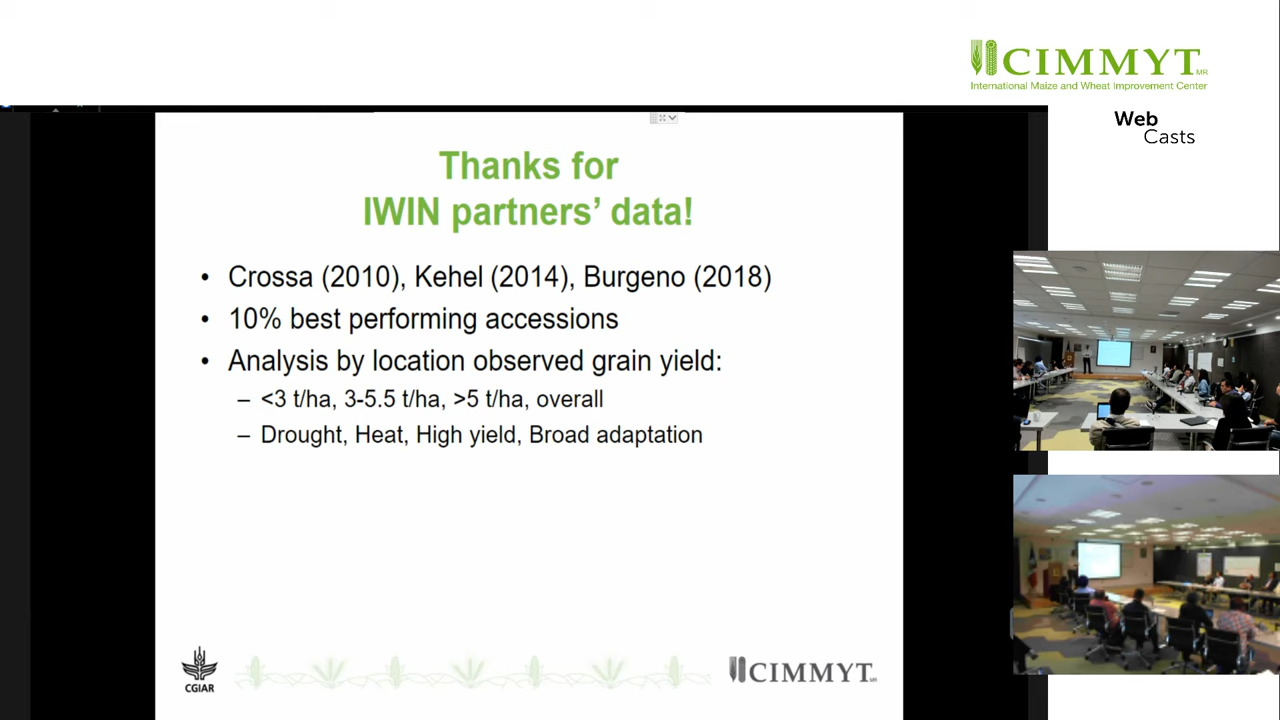 CIMMYT MR
International Maize and Wheat Improvement Center
Web
Casts
Thanks for
IWIN partners’ data!
• Crossa (2010), Kehel (2014), Burgeno (2018)
• 10% best performing accessions
• Analysis by location observed grain yield:
– <3 t/ha, 3-5.5 t/ha, >5 t/ha, overall
– Drought, Heat, High yield, Broad adaptation
CGIAR
CIMMYT MR